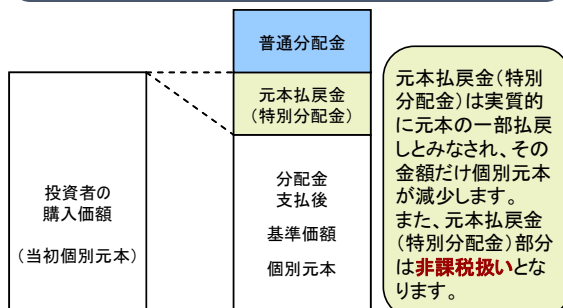 普通分配金
元本払戻金
(特別分配金)
投資者の
購入価額
(当初個別元本)
分配金
支払後
基準価額
個別元本
元本払戻金(特別
分配金)は実質的
に元本の一部払戻
しとみなされ、その
金額だけ個別元本
が減少します。
また、元本払戻金
(特別分配金)部分
は非課税扱いとな
ります。